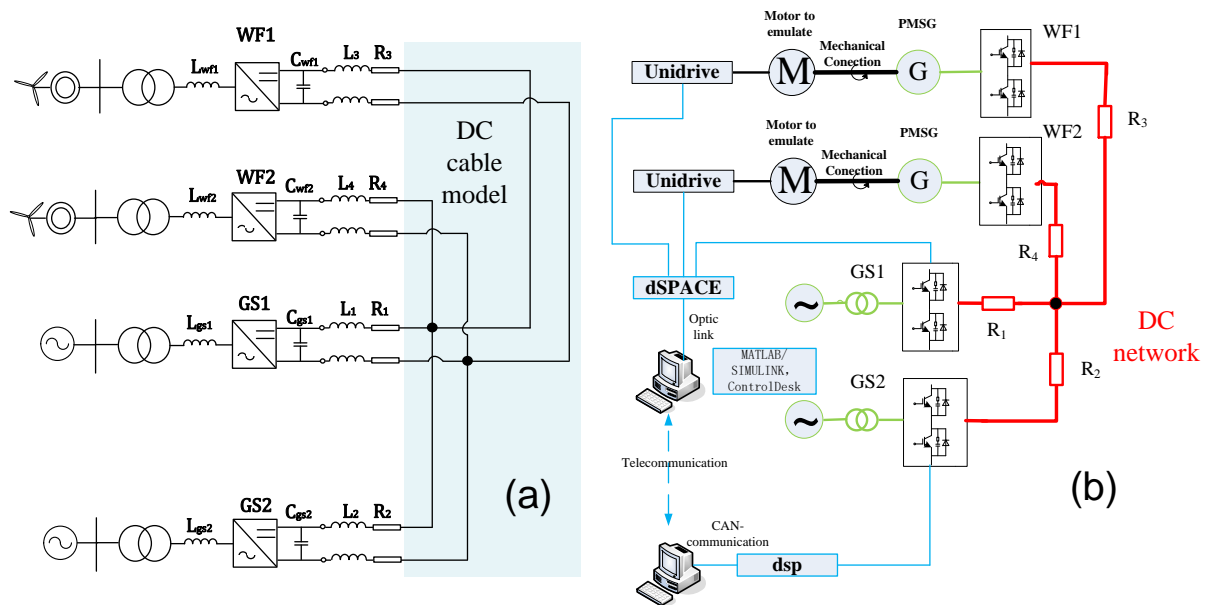 WF1
Lwf1
Cwf1
L3
R3
DC
cable
model
WF2
Lwf2
Cwf2
L4
R4
GS1
Lgs1
Cgs1
L1
R1
GS2
Lgs2
Cgs2
L2
R2
(a)
Motor to
emulate
Mechanical
Conection
PMSG
WF1
Unidrive
M
G
R3
Motor to
emulate
Mechanical
Conection
PMSG
WF2
Unidrive
M
G
R4
dSPACE
GS1
~
R1
Optic
link
MATLAB/
SIMULINK,
ControlDesk
GS2
~
R2
DC
network
Telecommunication
(b)
CAN-
communication
dsp